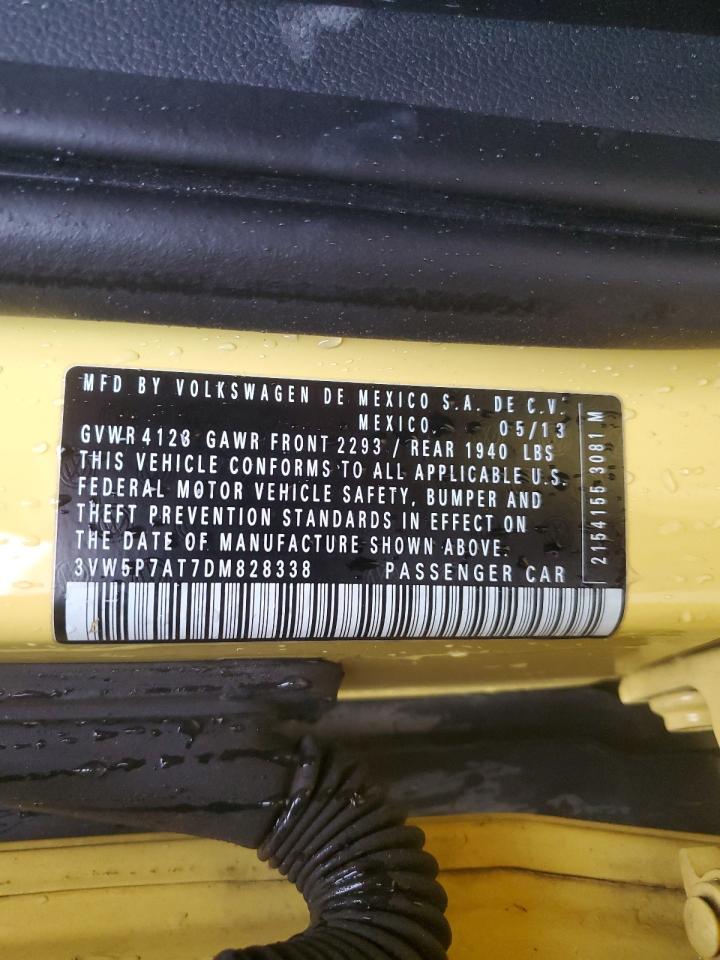 MFD BY VOLKSWAGEN DE MEXICO S.A. DE C.V.
MEXICO. 05/13
GVWR 4123 GAWR FRONT 2293 / REAR 1940 LBS
THIS VEHICLE CONFORMS TO ALL APPLICABLE U.S.
FEDERAL MOTOR VEHICLE SAFETY, BUMPER AND
THEFT PREVENTION STANDARDS IN EFFECT ON
THE DATE OF MANUFACTURE SHOWN ABOVE.
3VW5P7AT7DM828338 PASSENGER CAR
2154155 3081 M